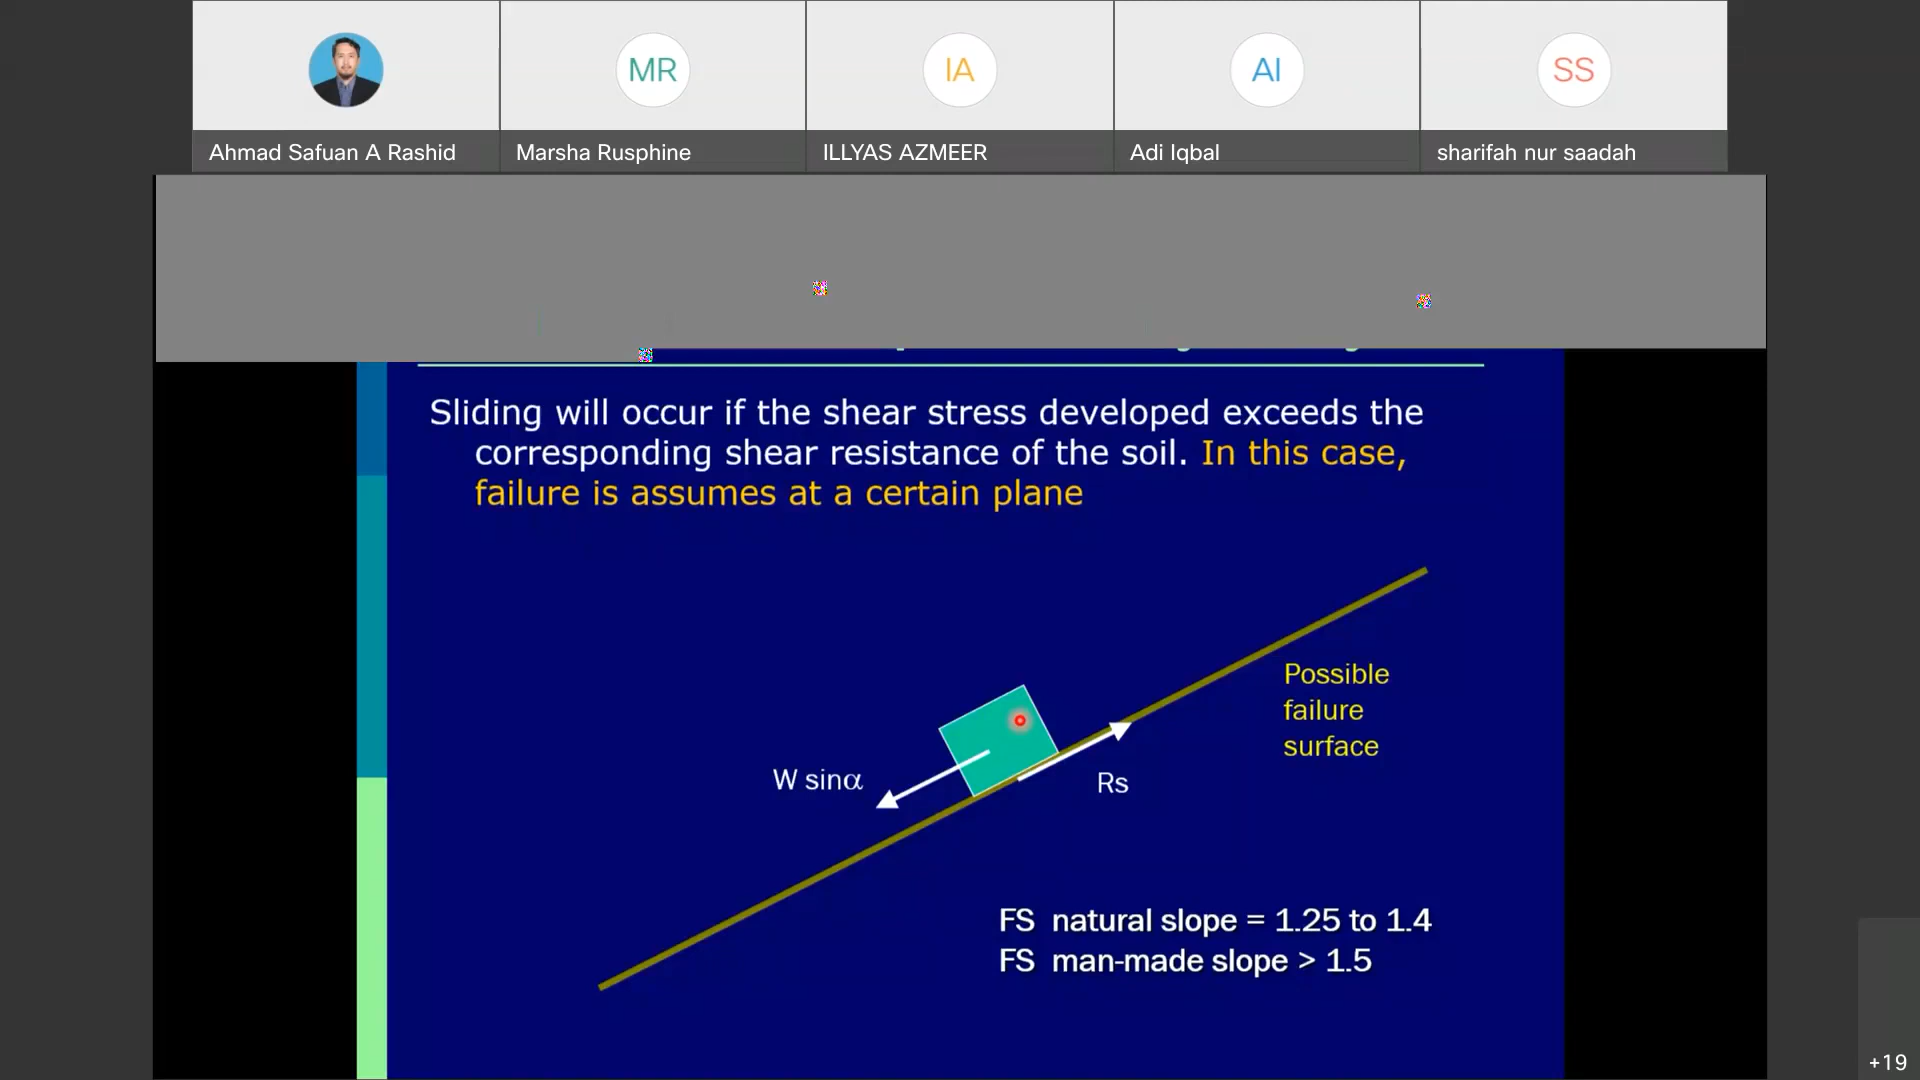 MR
IA
AI
SS
Ahmad Safuan A Rashid
Marsha Rusphine
ILLYAS AZMEER
Adi Iqbal
sharifah nur saadah
Sliding will occur if the shear stress developed exceeds the
corresponding shear resistance of the soil. In this case,
failure is assumes at a certain plane
Possible
failure
surface
W sinα
Rs
FS natural slope = 1.25 to 1.4
FS man-made slope > 1.5
+19